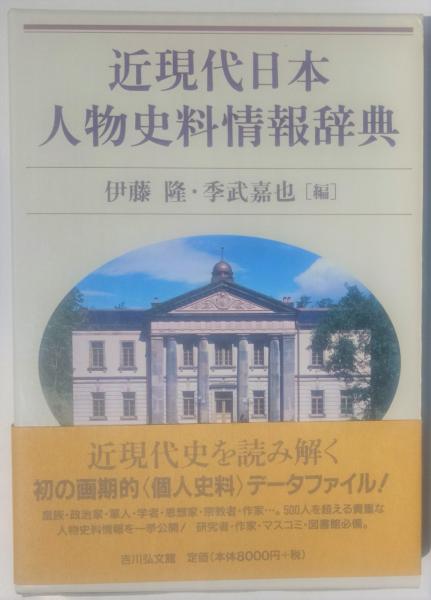 近現代日本
人物史料情報辞典
伊藤 隆・季武嘉也［編］
近現代史を読み解く
初の画期的〈個人史料〉データファイル！
皇族・政治家・軍人・学者・思想家・宗教者・作家…。500人を超える貴重な
人物史料情報を一挙公開！ 研究者・作家・マスコミ・図書館必備。
吉川弘文館 定価（本体8000円＋税）